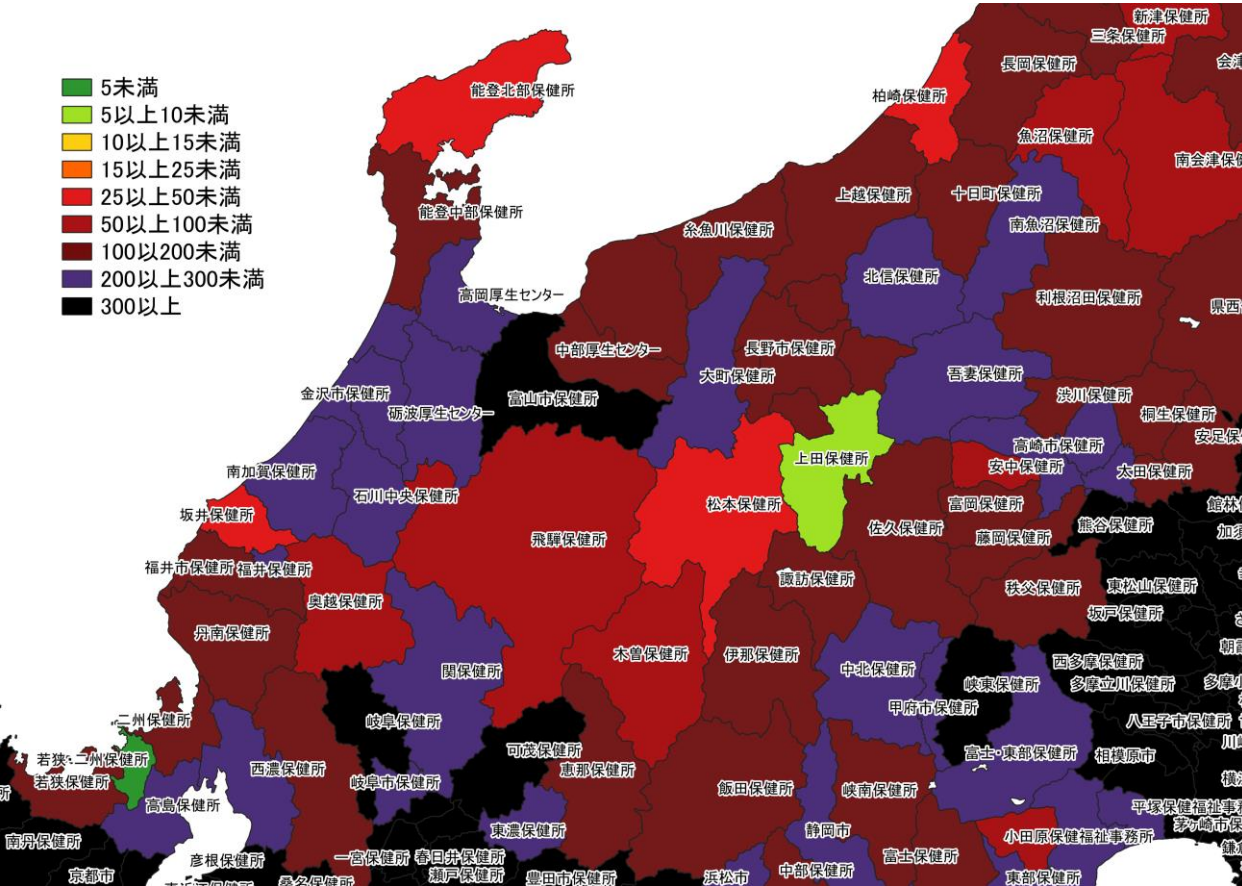 5未満
5以上10未満
10以上15未満
15以上25未満
25以上50未満
50以上100未満
100以200未満
200以上300未満
300以上
新津保健所
三条保健所
長岡保健所
能登北部保健所
柏崎保健所
魚沼保健所
南会津保健
能登中部保健所
上越保健所
十日町保健所
南魚沼保健所
糸魚川保健所
北信保健所
高岡厚生センター
利根沼田保健所
中部厚生センター
長野市保健所
大町保健所
吾妻保健所
金沢市保健所
砺波厚生センター
富山市保健所
渋川保健所
桐生保健所
高崎市保健所
太田保健所
上田保健所
安中保健所
南加賀保健所
石川中央保健所
松本保健所
富岡保健所
坂井保健所
飛騨保健所
佐久保健所
藤岡保健所
熊谷保健所
福井市保健所
福井保健所
諏訪保健所
秩父保健所
東松山保健所
奥越保健所
坂戸保健所
丹南保健所
木曽保健所
伊那保健所
中北保健所
西多摩保健所
関保健所
峡東保健所
多摩立川保健所
甲府市保健所
二州保健所
岐阜保健所
八王子市保健所
可茂保健所
富士・東部保健所
相模原市
若狭・二州保健所
西濃保健所
恵那保健所
若狭保健所
岐阜市保健所
飯田保健所
峡南保健所
高島保健所
平塚保健福祉事務
東濃保健所
静岡市
小田原保健福祉事務所
茅ヶ崎市保
南丹保健所
彦根保健所
一宮保健所
春日井保健所
富士保健所
京都市
瀬戸保健所
豊田市保健所
浜松市
中部保健所
東部保健所
桑名保健所